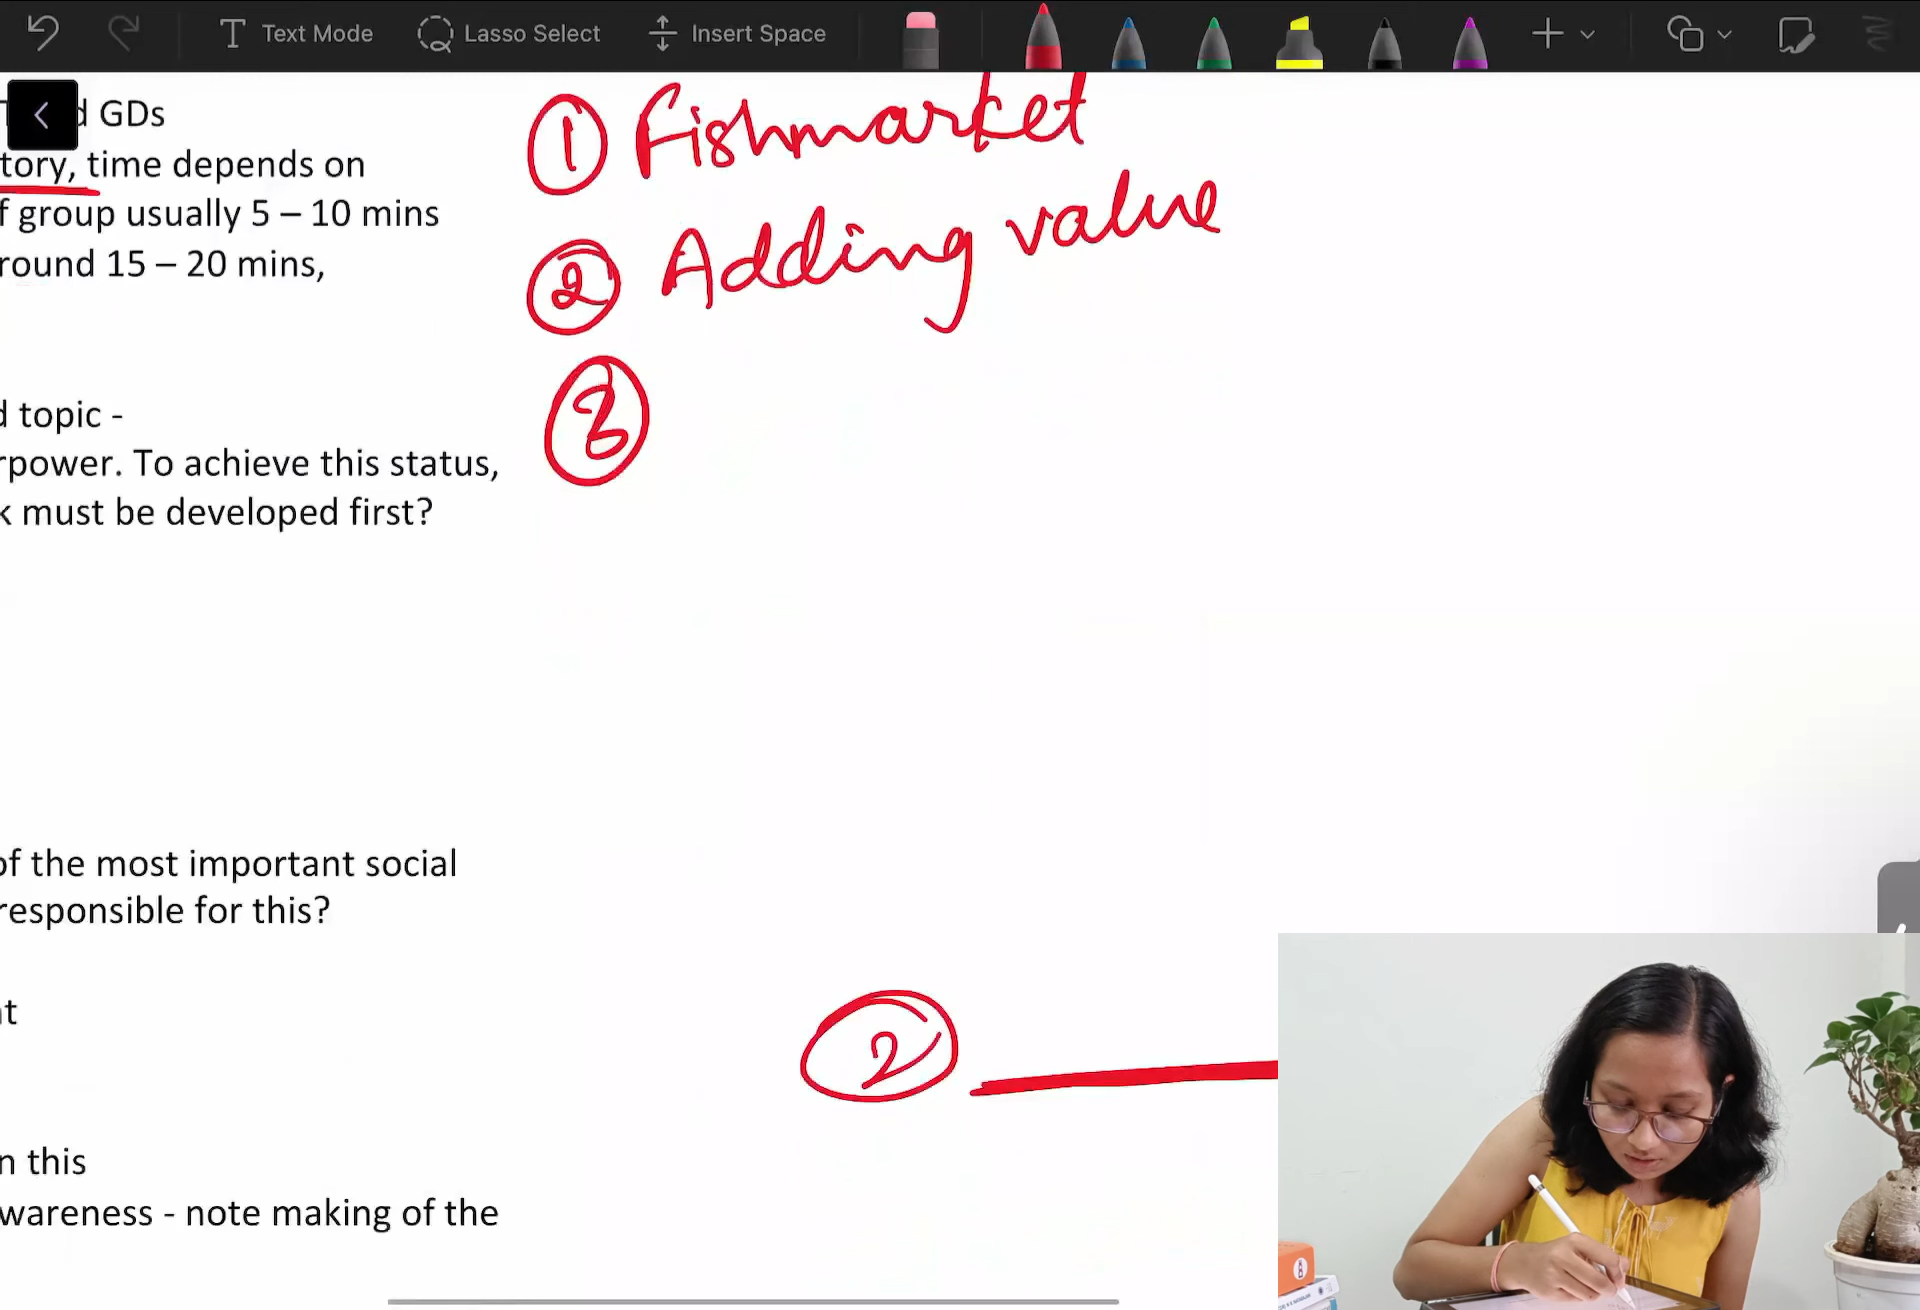 Text Mode Lasso Select Insert Space
d GDs
tory, time depends on
f group usually 5 – 10 mins
round 15 – 20 mins,
d topic -
rpower. To achieve this status,
k must be developed first?
of the most important social
responsible for this?
nt
n this
wareness - note making of the
① Fishmarket
② Adding value
③
②